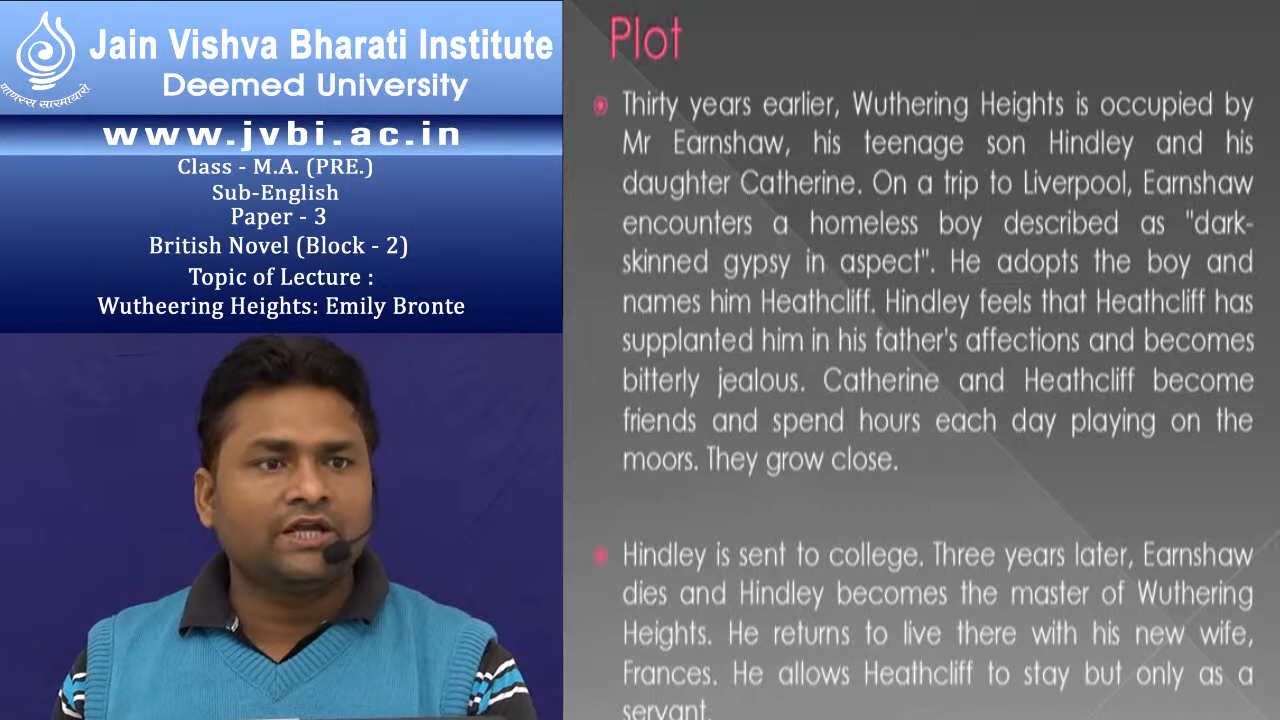 णाणस्स सारमायारो
Jain Vishva Bharati Institute
Deemed University
www.jvbi.ac.in
Class - M.A. (PRE.)
Sub-English
Paper - 3
British Novel (Block - 2)
Topic of Lecture :
Wutheering Heights: Emily Bronte
Plot
Thirty years earlier, Wuthering Heights is occupied by
Mr Earnshaw, his teenage son Hindley and his
daughter Catherine. On a trip to Liverpool, Earnshaw
encounters a homeless boy described as "dark-
skinned gypsy in aspect". He adopts the boy and
names him Heathcliff. Hindley feels that Heathcliff has
supplanted him in his father's affections and becomes
bitterly jealous. Catherine and Heathcliff become
friends and spend hours each day playing on the
moors. They grow close.
Hindley is sent to college. Three years later, Earnshaw
dies and Hindley becomes the master of Wuthering
Heights. He returns to live there with his new wife,
Frances. He allows Heathcliff to stay but only as a
servant.